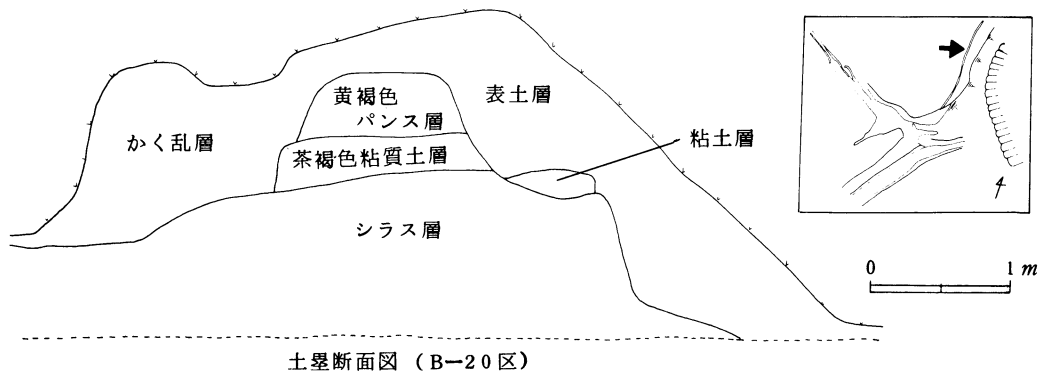 黄褐色
パンス層
表土層
かく乱層
粘土層
茶褐色粘質土層
シラス層
0 1 m
土塁断面図 (B-20区)